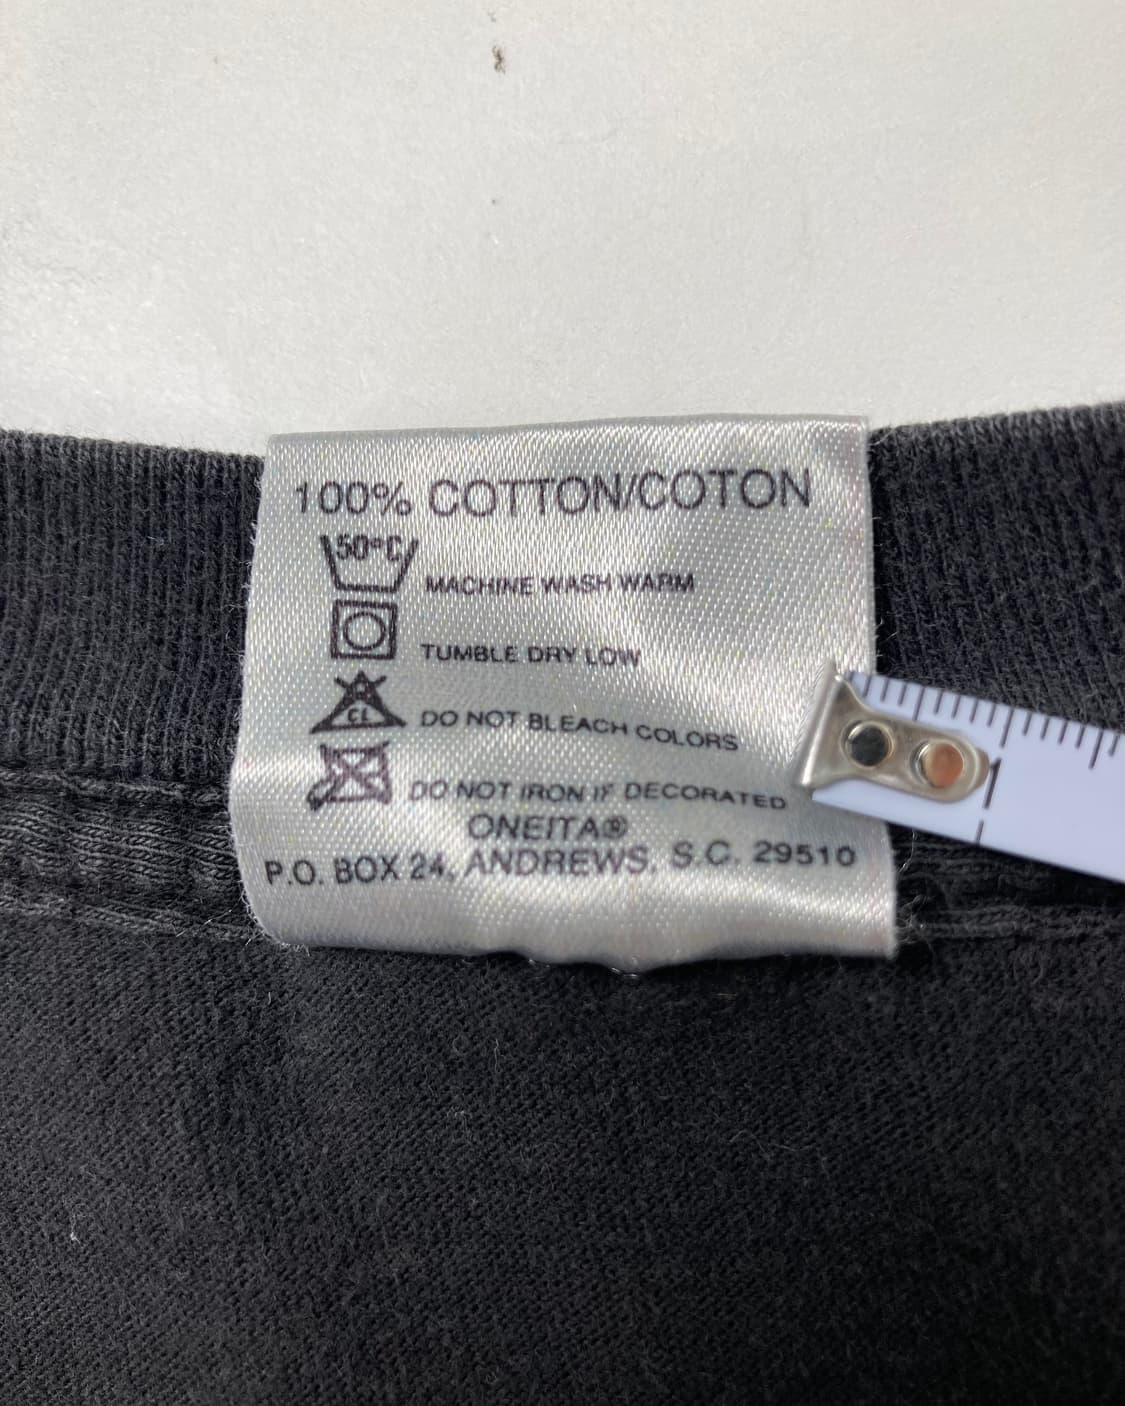 100% COTTON/COTON
50°C
MACHINE WASH WARM
TUMBLE DRY LOW
CL
DO NOT BLEACH COLORS
DO NOT IRON IF DECORATED
ONEITA®
P.O. BOX 24, ANDREWS, S.C. 29510
1